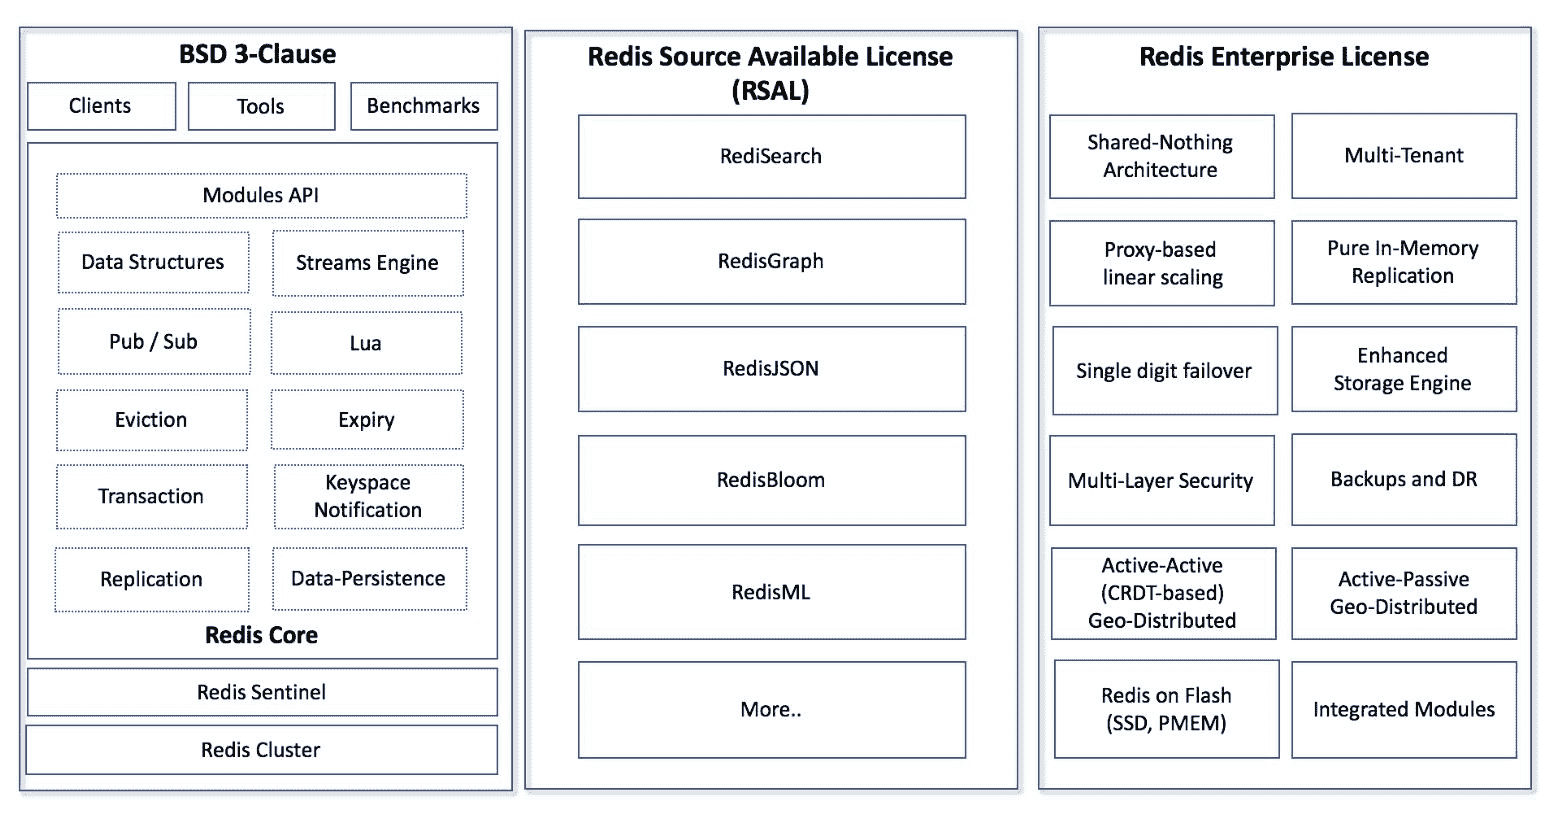 BSD 3-Clause
Clients
Tools
Benchmarks
Modules API
Data Structures
Streams Engine
Pub / Sub
Lua
Eviction
Expiry
Transaction
Keyspace
Notification
Replication
Data-Persistence
Redis Core
Redis Sentinel
Redis Cluster
Redis Source Available License
(RSAL)
RediSearch
RedisGraph
RedisJSON
RedisBloom
RedisML
More..
Redis Enterprise License
Shared-Nothing
Architecture
Multi-Tenant
Proxy-based
linear scaling
Pure In-Memory
Replication
Single digit failover
Enhanced
Storage Engine
Multi-Layer Security
Backups and DR
Active-Active
(CRDT-based)
Geo-Distributed
Active-Passive
Geo-Distributed
Redis on Flash
(SSD, PMEM)
Integrated Modules